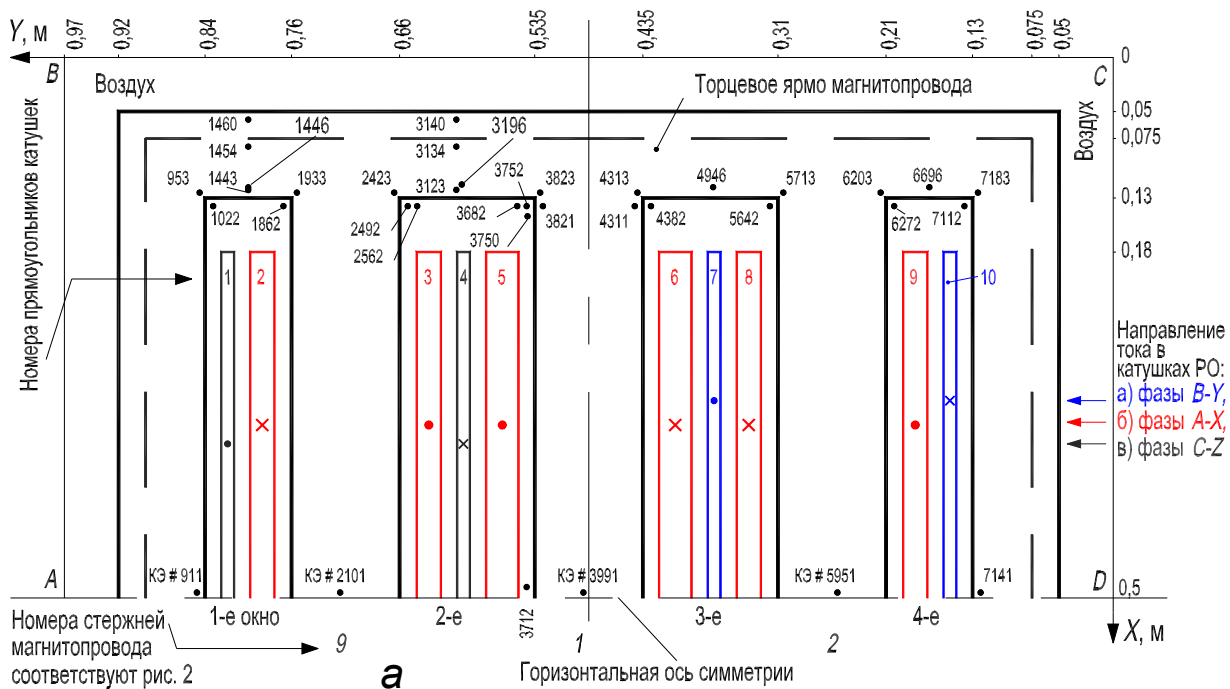 Y, м
0,97
0,92
0,84
0,76
0,66
0,535
0,435
0,31
0,21
0,13
0,075
0,05
B
C
0
Воздух
Торцевое ярмо магнитопровода
Воздух
0,05
0,075
0,13
0,18
Номера прямоугольников катушек
1460
1446
1454
1443
953
1933
1022
1862
3140
3196
3134
3123
2423
3752
3823
3682
3821
2492
3750
2562
4313
4946
5713
4311
4382
5642
6203
6696
7183
6272
7112
1
2
3
4
5
6
7
8
9
10
Направление
тока в
катушках РО:
а) фазы B-Y,
б) фазы A-X,
в) фазы C-Z
A
КЭ # 911
КЭ # 2101
КЭ # 3991
КЭ # 5951
7141
D
0,5
3712
1-е окно
2-е
3-е
4-е
Номера стержней
магнитопровода
соответствуют рис. 2
9
1
2
X, м
а
Горизонтальная ось симметрии